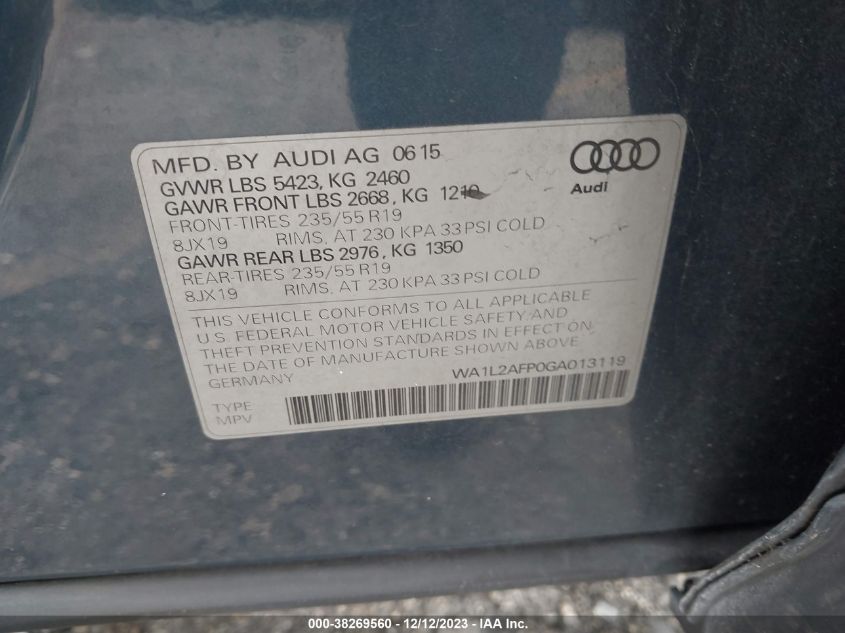 MFD. BY AUDI AG 06 15
GVWR LBS 5423, KG 2460
GAWR FRONT LBS 2668, KG 1210
FRONT-TIRES 235/55 R19
8JX19 RIMS, AT 230 KPA 33 PSI COLD
GAWR REAR LBS 2976, KG 1350
REAR-TIRES 235/55 R19
8JX19 RIMS, AT 230 KPA 33 PSI COLD
Audi
THIS VEHICLE CONFORMS TO ALL APPLICABLE
U.S. FEDERAL MOTOR VEHICLE SAFETY AND
THEFT PREVENTION STANDARDS IN EFFECT ON
THE DATE OF MANUFACTURE SHOWN ABOVE
GERMANY WA1L2AFP0GA013119
TYPE
MPV
000-38269560 - 12/12/2023 - © IAA, Inc.